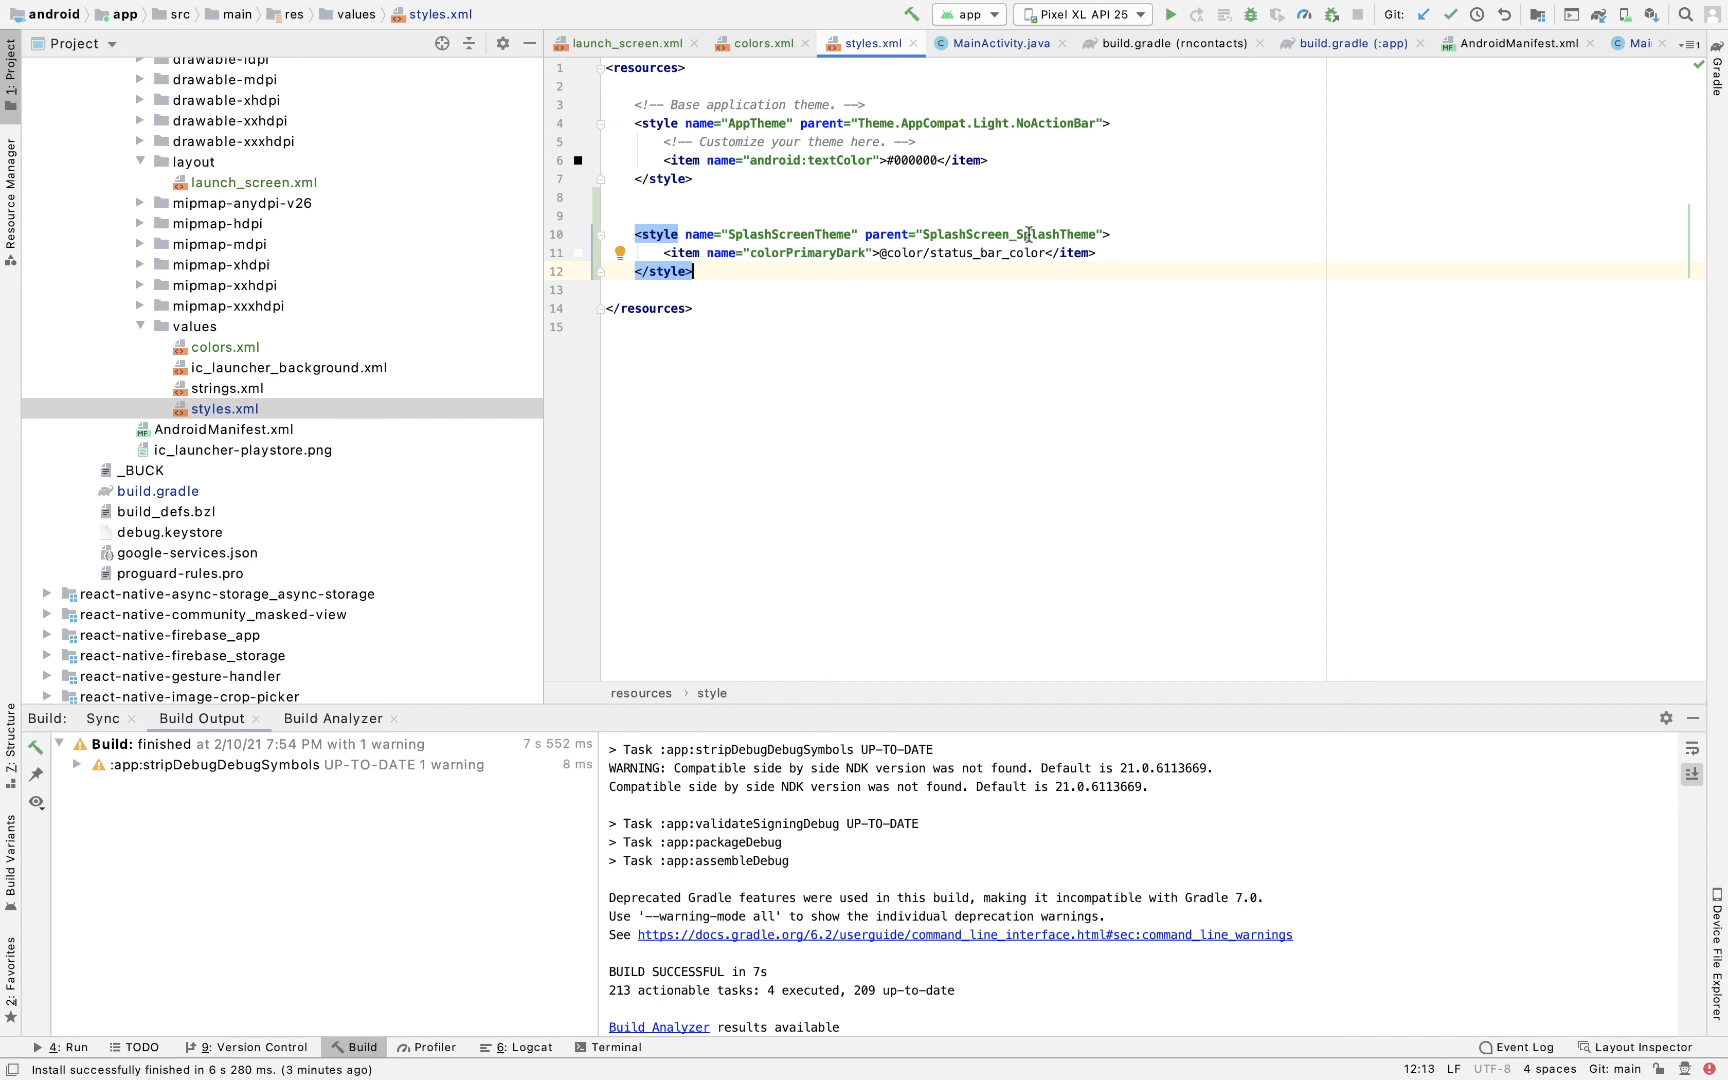 android app src main res values styles.xml
app Pixel XL API 25 Git:
Project
launch_screen.xml colors.xml styles.xml MainActivity.java build.gradle (rncontacts) build.gradle (:app) AndroidManifest.xml Mai
1: Project
Resource Manager
Z: Structure
Build Variants
2: Favorites
Gradle
Device File Explorer
drawable-ldpi
drawable-mdpi
drawable-xhdpi
drawable-xxhdpi
drawable-xxxhdpi
layout
launch_screen.xml
mipmap-anydpi-v26
mipmap-hdpi
mipmap-mdpi
mipmap-xhdpi
mipmap-xxhdpi
mipmap-xxxhdpi
values
colors.xml
ic_launcher_background.xml
strings.xml
styles.xml
AndroidManifest.xml
ic_launcher-playstore.png
_BUCK
build.gradle
build_defs.bzl
debug.keystore
google-services.json
proguard-rules.pro
react-native-async-storage_async-storage
react-native-community_masked-view
react-native-firebase_app
react-native-firebase_storage
react-native-gesture-handler
react-native-image-crop-picker
1 <resources>
2
3 <!-- Base application theme. -->
4 <style name="AppTheme" parent="Theme.AppCompat.Light.NoActionBar">
5 <!-- Customize your theme here. -->
6 <item name="android:textColor">#000000</item>
7 </style>
8
9
10 <style name="SplashScreenTheme" parent="SplashScreen_SplashTheme">
11 <item name="colorPrimaryDark">@color/status_bar_color</item>
12 </style>
13
14 </resources>
15
resources › style
Build: Sync Build Output Build Analyzer
Build: finished at 2/10/21 7:54 PM with 1 warning 7 s 552 ms
:app:stripDebugDebugSymbols UP-TO-DATE 1 warning 8 ms
> Task :app:stripDebugDebugSymbols UP-TO-DATE
WARNING: Compatible side by side NDK version was not found. Default is 21.0.6113669.
Compatible side by side NDK version was not found. Default is 21.0.6113669.
> Task :app:validateSigningDebug UP-TO-DATE
> Task :app:packageDebug
> Task :app:assembleDebug
Deprecated Gradle features were used in this build, making it incompatible with Gradle 7.0.
Use '--warning-mode all' to show the individual deprecation warnings.
See https://docs.gradle.org/6.2/userguide/command_line_interface.html#sec:command_line_warnings
BUILD SUCCESSFUL in 7s
213 actionable tasks: 4 executed, 209 up-to-date
Build Analyzer results available
4: Run TODO 9: Version Control Build Profiler 6: Logcat Terminal Event Log Layout Inspector
Install successfully finished in 6 s 280 ms. (3 minutes ago) 12:13 LF UTF-8 4 spaces Git: main